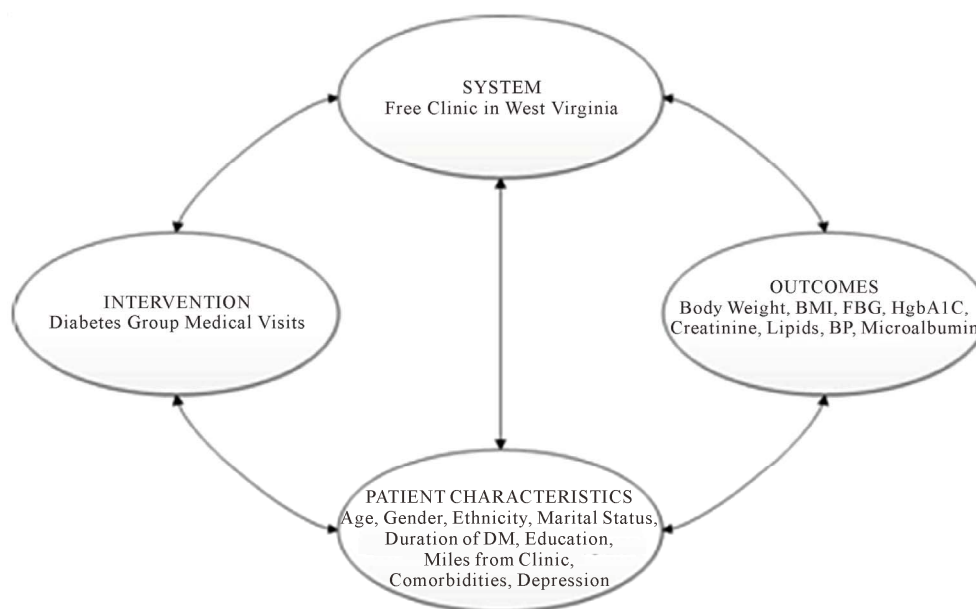 SYSTEM
Free Clinic in West Virginia
INTERVENTION
Diabetes Group Medical Visits
OUTCOMES
Body Weight, BMI, FBG, HgbA1C,
Creatinine, Lipids, BP, Microalbumin
PATIENT CHARACTERISTICS
Age, Gender, Ethnicity, Marital Status,
Duration of DM, Education,
Miles from Clinic,
Comorbidities, Depression